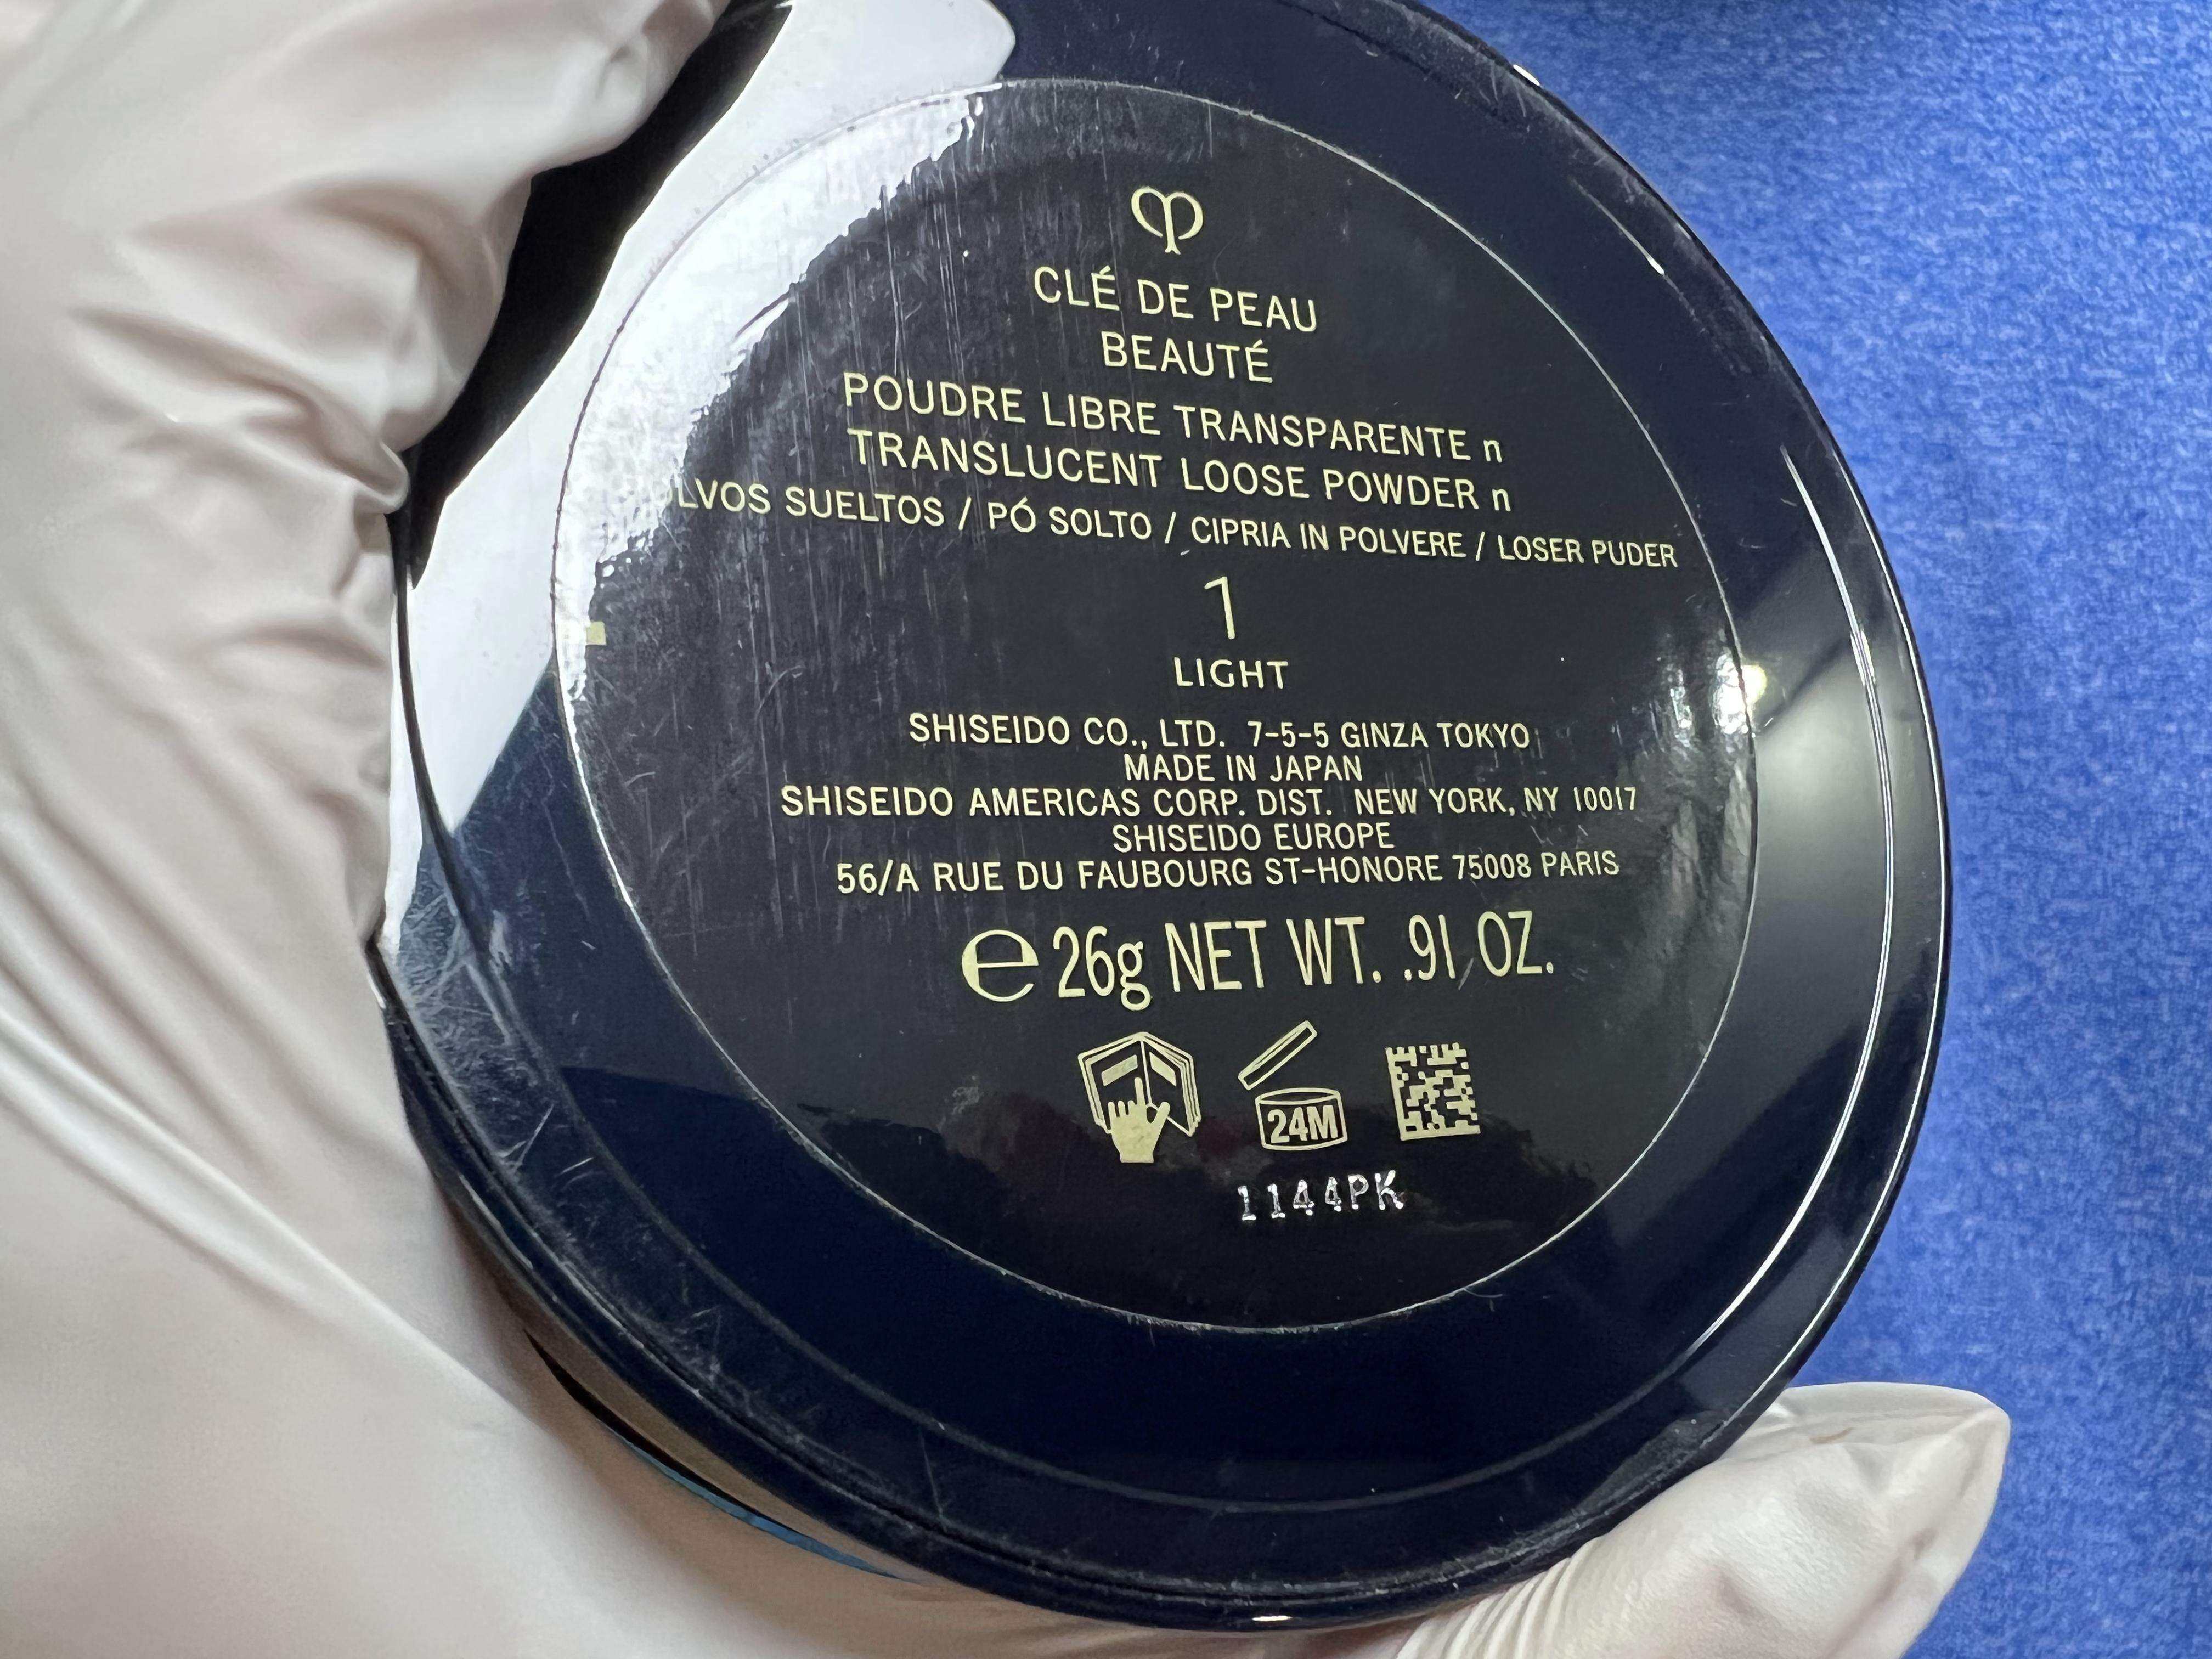 CLÉ DE PEAU
BEAUTÉ
POUDRE LIBRE TRANSPARENTE n
TRANSLUCENT LOOSE POWDER n
SUELTOS / PÓ SOLTO / CIPRIA IN POLVERE / LOSER PUDER
1
LIGHT
SHISEIDO CO., LTD. 7-5-5 GINZA TOKYO
MADE IN JAPAN
SHISEIDO AMERICAS CORP. DIST. NEW YORK, NY 10017
SHISEIDO EUROPE
56/A RUE DU FAUBOURG ST-HONORE 75008 PARIS
e 26g NET WT. .91 OZ.
24M
1144PK